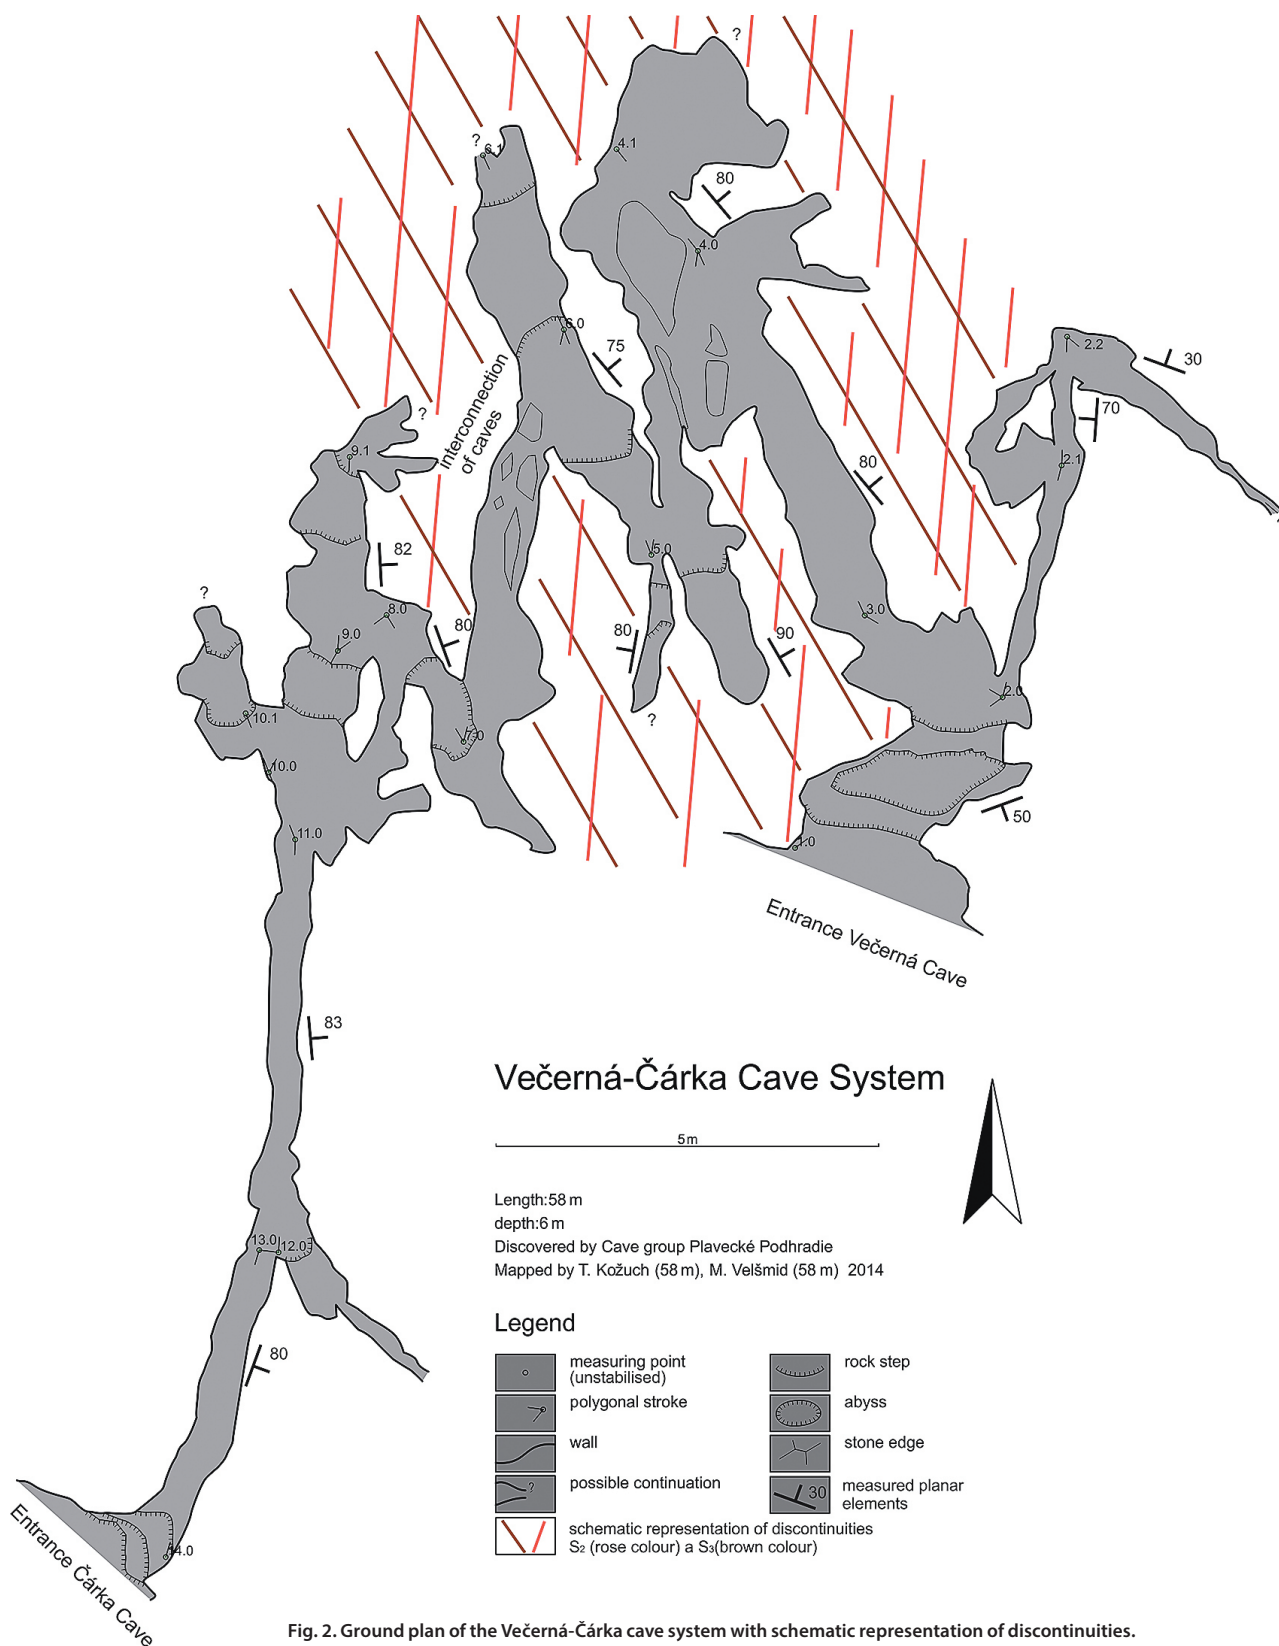 ?
?
6.1
4.1
80
4.0
6.0
75
2.2
30
interconnection
of caves
?
70
9.1
2.1
80
82
5.0
?
8.0
3.0
9.0
80
80
90
2.0
10.1
?
7.0
10.0
50
11.0
1.0
Entrance Večerná Cave
83
Večerná-Čárka Cave System
5m
Length:58 m
depth:6 m
13.0
12.0
Discovered by Cave group Plavecké Podhradie
Mapped by T. Kožuch (58 m), M. Velšmid (58 m) 2014
Legend
80
measuring point
(unstabilised)
rock step
polygonal stroke
abyss
wall
stone edge
?
possible continuation
30
measured planar
elements
schematic representation of discontinuities
S2 (rose colour) a S3(brown colour)
14.0
Entrance Čárka Cave
Fig. 2. Ground plan of the Večerná-Čárka cave system with schematic representation of discontinuities.